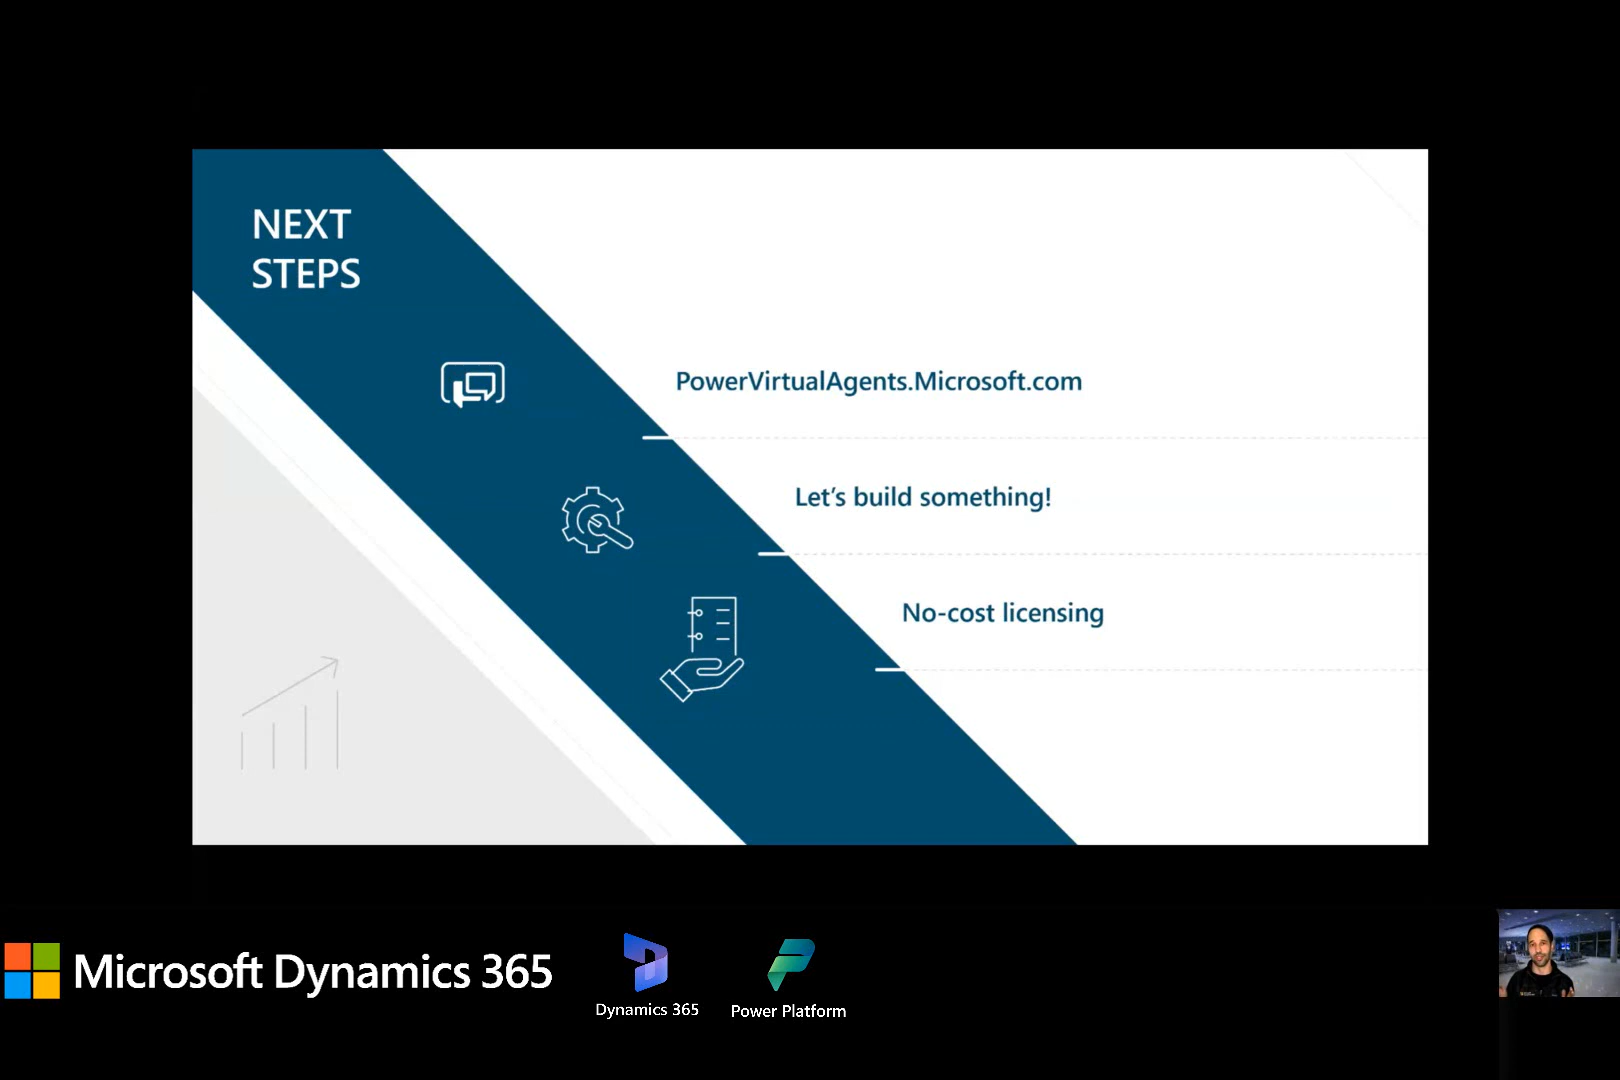 NEXT
STEPS
PowerVirtualAgents.Microsoft.com
Let's build something!
No-cost licensing
Microsoft Dynamics 365
Dynamics 365
Power Platform